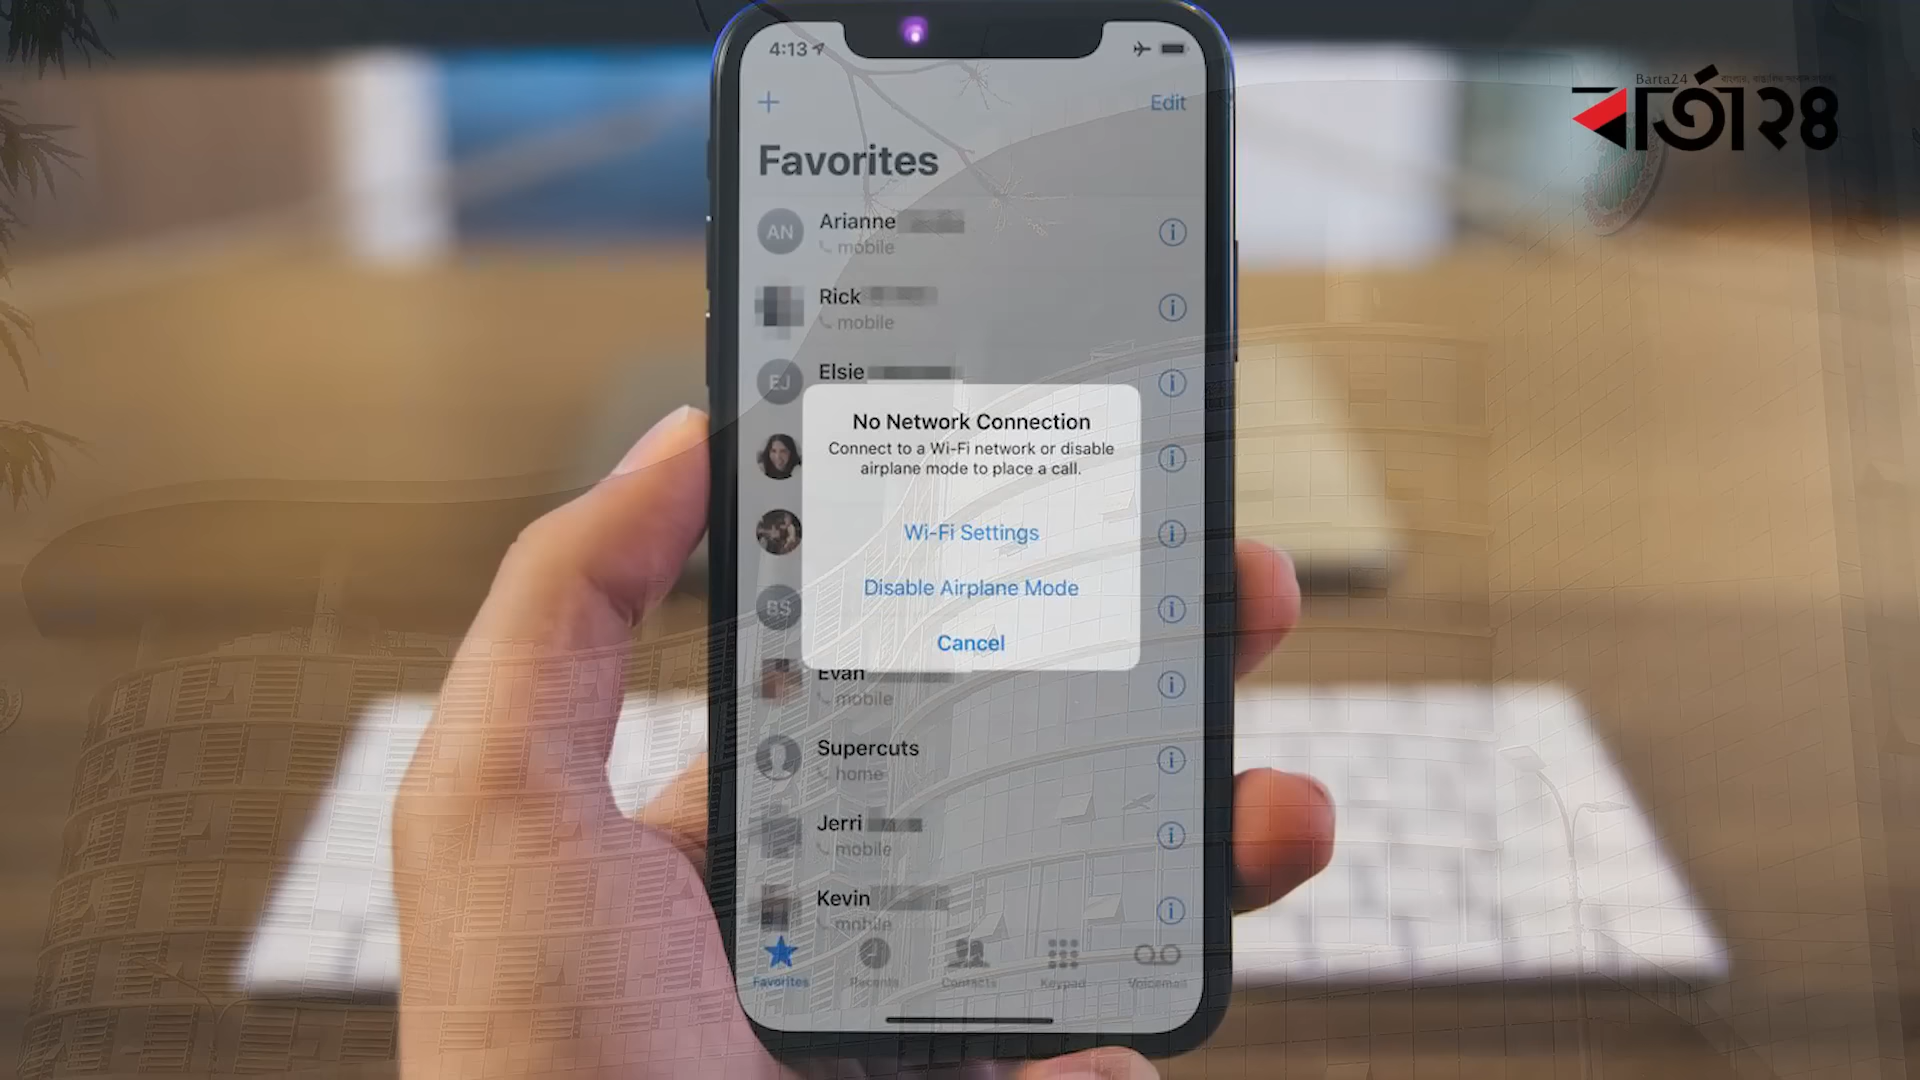 4:13
Edit
Favorites
AN
Arianne
mobile
Rick
mobile
EJ
Elsie
No Network Connection
Connect to a Wi-Fi network or disable
airplane mode to place a call.
Wi-Fi Settings
Disable Airplane Mode
BS
Cancel
Evan
mobile
Supercuts
home
Jerri
mobile
Kevin
mobile
Favorites
Recents
Contacts
Keypad
Voicemail
Barta24
বার্তা২৪